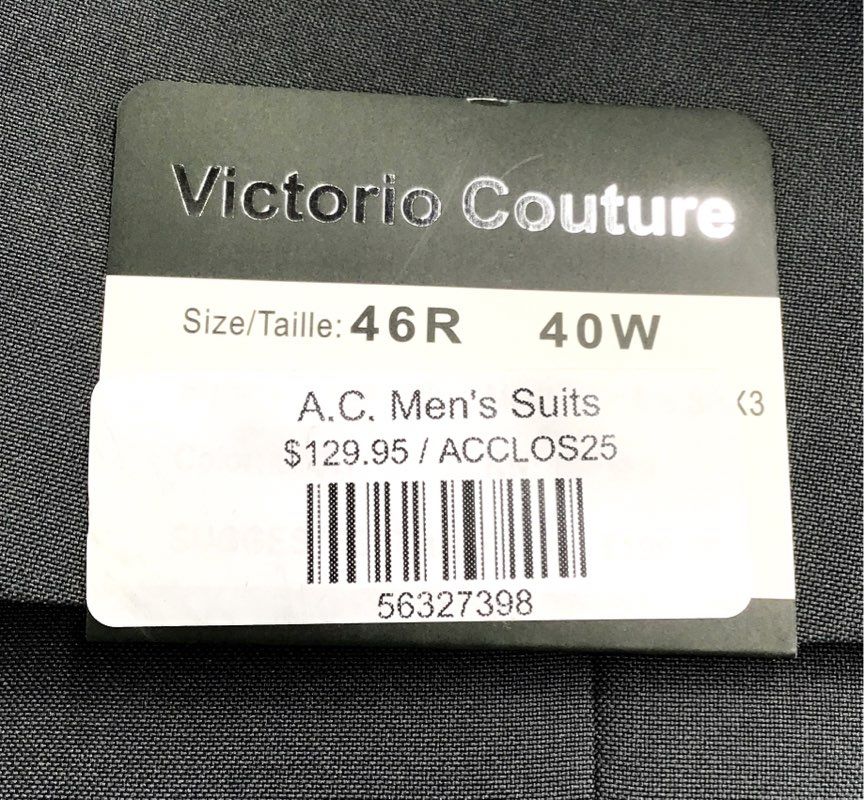 Victorio Couture
Size/Taille: 46R 40W
A.C. Men's Suits
$129.95 / ACCLOS25
56327398